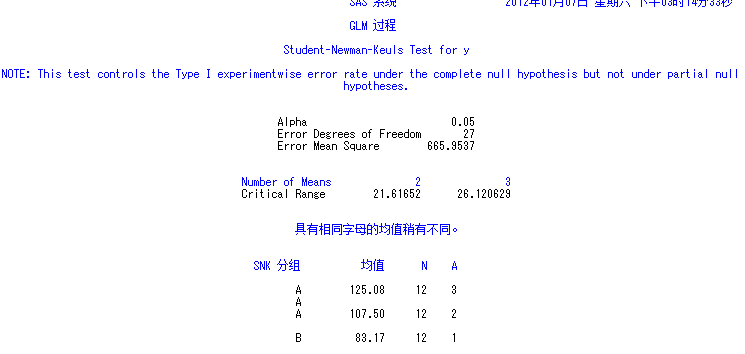 SAS 系统 2012年01月07日 星期六 下午03时14分33秒
GLM 过程
Student-Newman-Keuls Test for y
NOTE: This test controls the Type I experimentwise error rate under the complete null hypothesis but not under partial null
hypotheses.
Alpha 0.05
Error Degrees of Freedom 27
Error Mean Square 665.9537
Number of Means 2 3
Critical Range 21.61652 26.120629
具有相同字母的均值稍有不同。
SNK 分组 均值 N A
A 125.08 12 3
A
A 107.50 12 2
B 83.17 12 1